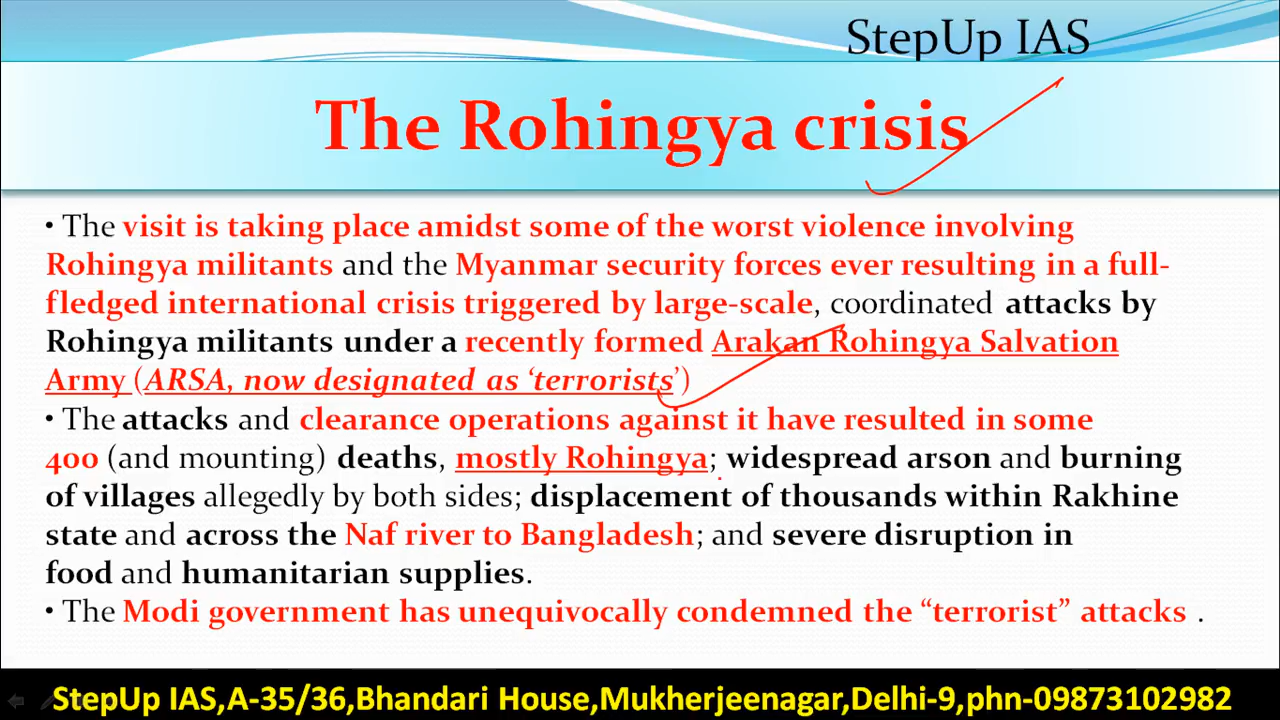 StepUp IAS
The Rohingya crisis
• The visit is taking place amidst some of the worst violence involving
Rohingya militants and the Myanmar security forces ever resulting in a full-
fledged international crisis triggered by large-scale, coordinated attacks by
Rohingya militants under a recently formed Arakan Rohingya Salvation
Army (ARSA, now designated as ‘terrorists’)
• The attacks and clearance operations against it have resulted in some
400 (and mounting) deaths, mostly Rohingya; widespread arson and burning
of villages allegedly by both sides; displacement of thousands within Rakhine
state and across the Naf river to Bangladesh; and severe disruption in
food and humanitarian supplies.
• The Modi government has unequivocally condemned the “terrorist” attacks .
StepUp IAS,A-35/36,Bhandari House,Mukherjeenagar,Delhi-9,phn-09873102982